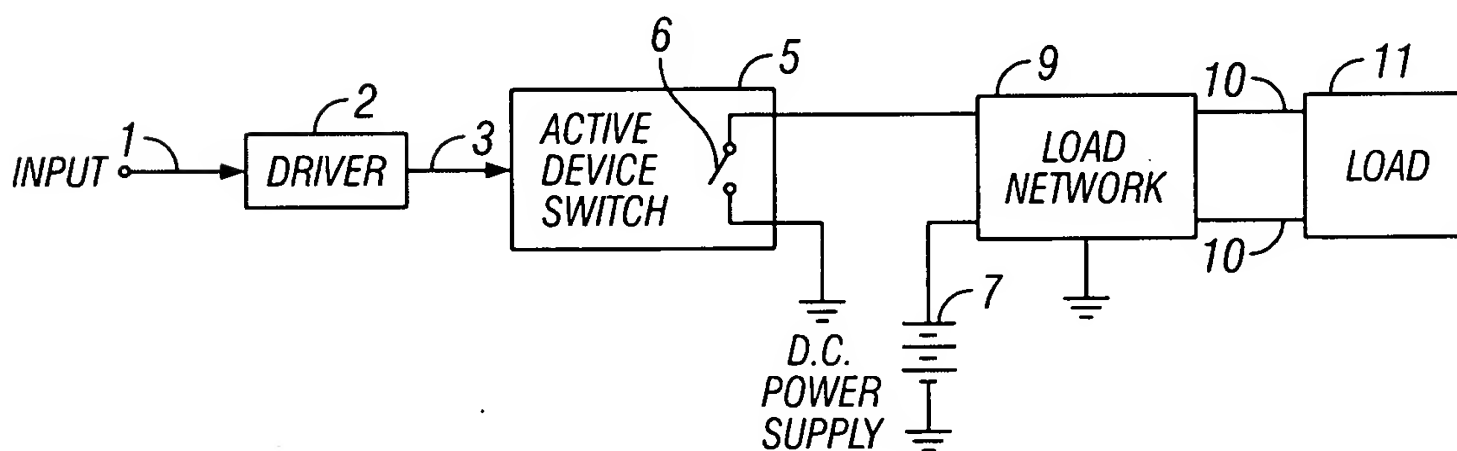 6
5
9
10
11
2
1
3
INPUT
DRIVER
ACTIVE
DEVICE
SWITCH
LOAD
NETWORK
LOAD
10
7
D.C.
POWER
SUPPLY